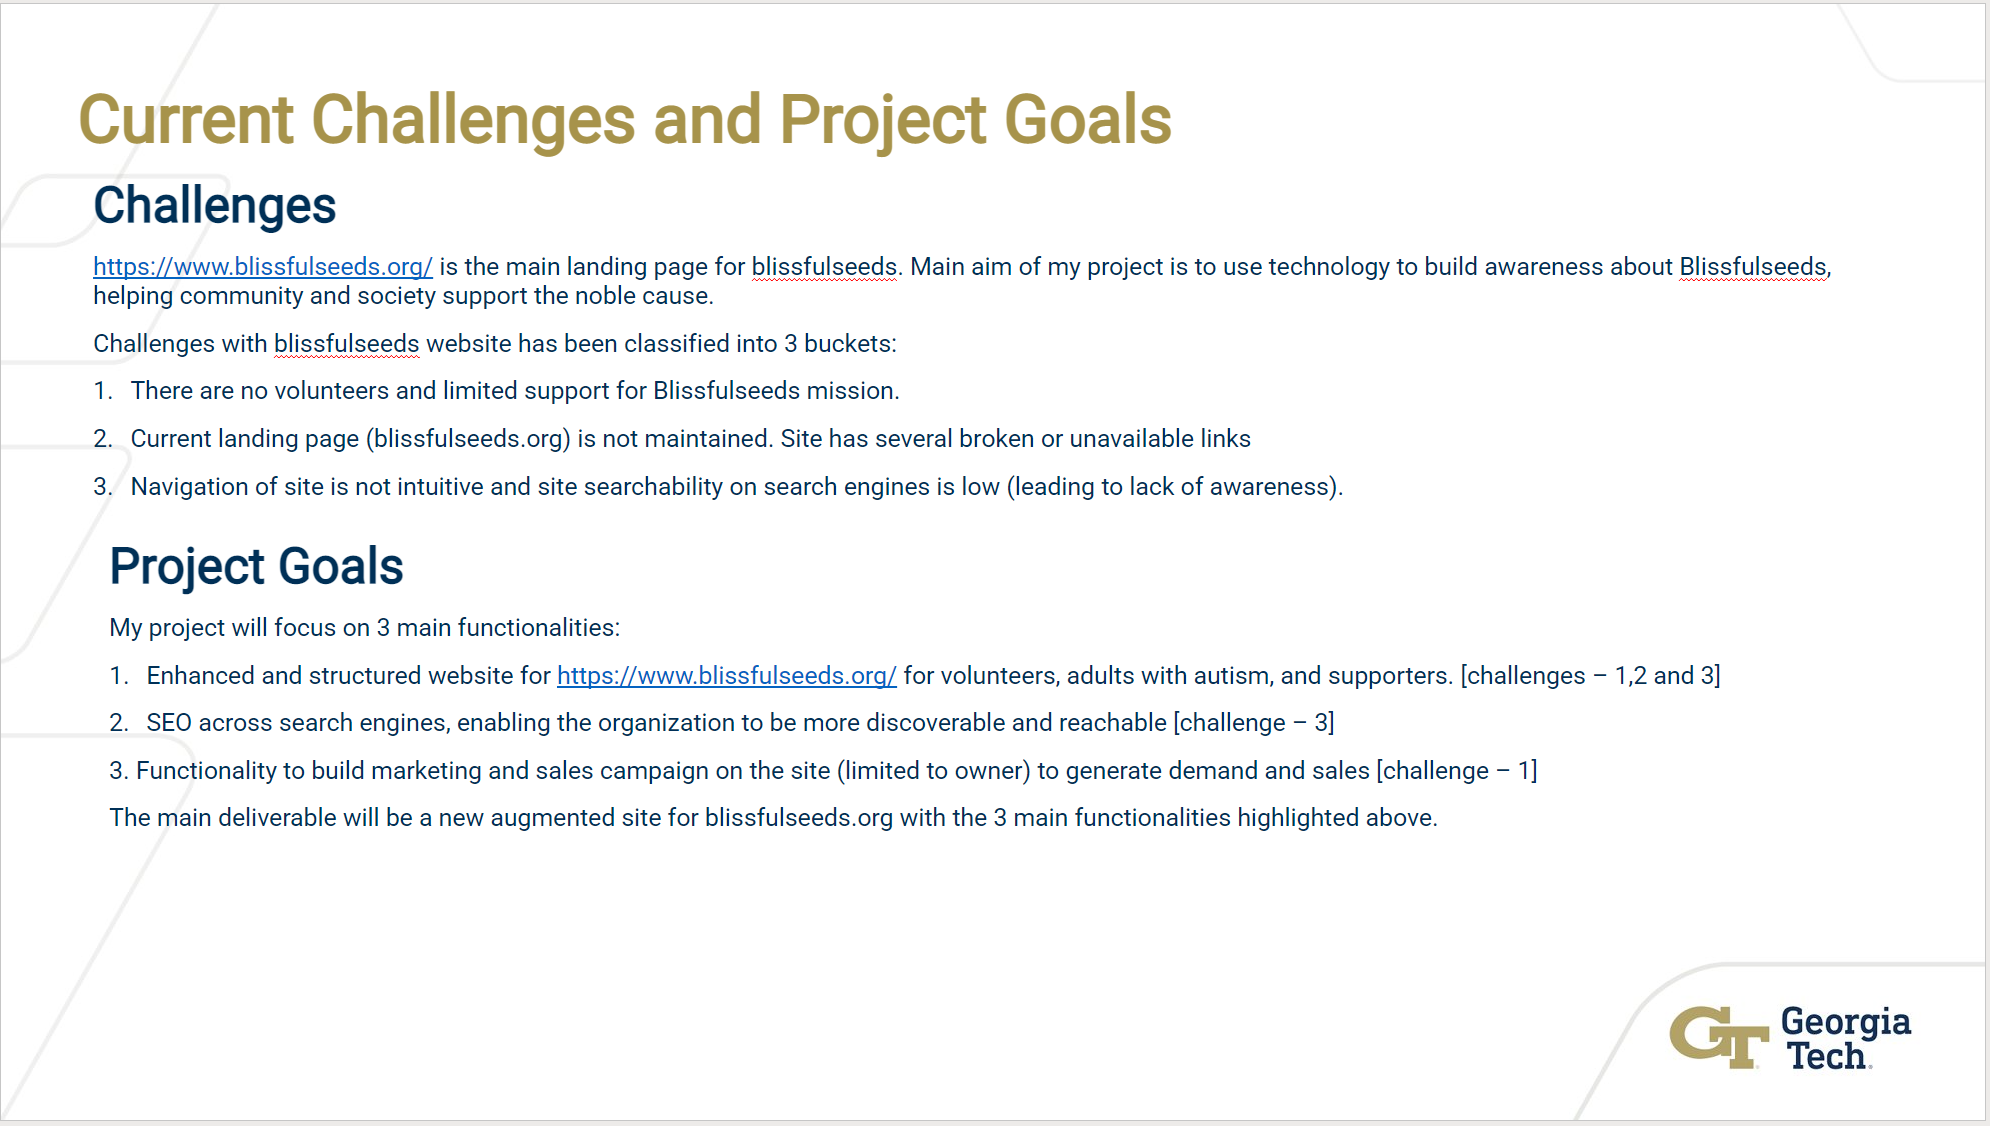 Current Challenges and Project Goals
Challenges
https://www.blissfulseeds.org/ is the main landing page for blissfulseeds. Main aim of my project is to use technology to build awareness about Blissfulseeds,
helping community and society support the noble cause.
Challenges with blissfulseeds website has been classified into 3 buckets:
1. There are no volunteers and limited support for Blissfulseeds mission.
2. Current landing page (blissfulseeds.org) is not maintained. Site has several broken or unavailable links
3. Navigation of site is not intuitive and site searchability on search engines is low (leading to lack of awareness).
Project Goals
My project will focus on 3 main functionalities:
1. Enhanced and structured website for https://www.blissfulseeds.org/ for volunteers, adults with autism, and supporters. [challenges – 1,2 and 3]
2. SEO across search engines, enabling the organization to be more discoverable and reachable [challenge – 3]
3. Functionality to build marketing and sales campaign on the site (limited to owner) to generate demand and sales [challenge – 1]
The main deliverable will be a new augmented site for blissfulseeds.org with the 3 main functionalities highlighted above.
GT Georgia
Tech